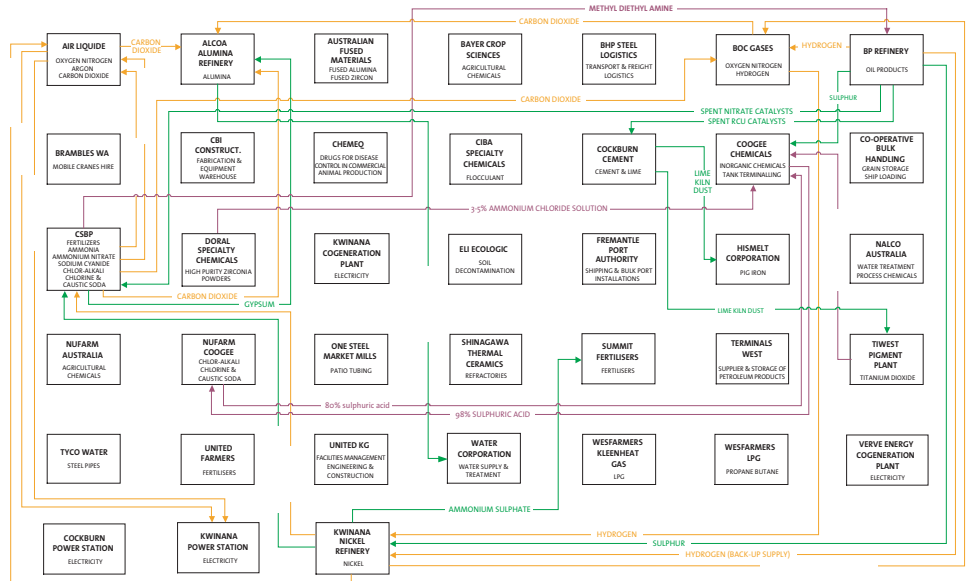 METHYL DIETHYL AMINE
CARBON DIOXIDE
AIR LIQUIDE
OXYGEN NITROGEN
ARGON
CARBON DIOXIDE
CARBON
DIOXIDE
ALCOA
ALUMINA
REFINERY
ALUMINA
AUSTRALIAN
FUSED
MATERIALS
FUSED ALUMINA
FUSED ZIRCON
BAYER CROP
SCIENCES
AGRICULTURAL
CHEMICALS
BHP STEEL
LOGISTICS
TRANSPORT & FREIGHT
LOGISTICS
BOC GASES
OXYGEN NITROGEN
HYDROGEN
HYDROGEN
BP REFINERY
OIL PRODUCTS
CARBON DIOXIDE
SULPHUR
SPENT NITRATE CATALYSTS
SPENT RCU CATALYSTS
BRAMBLES WA
MOBILE CRANES HIRE
CBI
CONSTRUCT.
FABRICATION &
EQUIPMENT
WAREHOUSE
CHEMEQ
DRUGS FOR DISEASE
CONTROL IN COMMERCIAL
ANIMAL PRODUCTION
CIBA
SPECIALTY
CHEMICALS
FLOCCULANT
COCKBURN
CEMENT
CEMENT & LIME
LIME
KILN
DUST
COOGEE
CHEMICALS
INORGANIC CHEMICALS
TANK TERMINALLING
CO-OPERATIVE
BULK
HANDLING
GRAIN STORAGE
SHIP LOADING
3-5% AMMONIUM CHLORIDE SOLUTION
CSBP
FERTILIZERS
AMMONIA
AMMONIUM NITRATE
SODIUM CYANIDE
CHLOR-ALKALI
CHLORINE &
CAUSTIC SODA
DORAL
SPECIALTY
CHEMICALS
HIGH PURITY ZIRCONIA
POWDERS
KWINANA
COGENERATION
PLANT
ELECTRICITY
ELI ECOLOGIC
SOIL
DECONTAMINATION
FREMANTLE
PORT
AUTHORITY
SHIPPING & BULK PORT
INSTALLATIONS
HISMELT
CORPORATION
PIG IRON
NALCO
AUSTRALIA
WATER TREATMENT
PROCESS CHEMICALS
CARBON DIOXIDE
GYPSUM
LIME KILN DUST
NUFARM
AUSTRALIA
AGRICULTURAL
CHEMICALS
NUFARM
COOGEE
CHLOR-ALKALI
CHLORINE &
CAUSTIC SODA
ONE STEEL
MARKET MILLS
PATIO TUBING
SHINAGAWA
THERMAL
CERAMICS
REFRACTORIES
SUMMIT
FERTILISERS
FERTILISERS
TERMINALS
WEST
SUPPLIER & STORAGE OF
PETROLEUM PRODUCTS
TIWEST
PIGMENT
PLANT
TITANIUM DIOXIDE
80% sulphuric acid
98% SULPHURIC ACID
TYCO WATER
STEEL PIPES
UNITED
FARMERS
FERTILISERS
UNITED KG
FACILITIES MANAGEMENT
ENGINEERING &
CONSTRUCTION
WATER
CORPORATION
WATER SUPPLY &
TREATMENT
WESFARMERS
KLEENHEAT
GAS
LPG
WESFARMERS
LPG
PROPANE BUTANE
VERVE ENERGY
COGENERATION
PLANT
ELECTRICITY
AMMONIUM SULPHATE
COCKBURN
POWER STATION
ELECTRICITY
KWINANA
POWER STATION
ELECTRICITY
KWINANA
NICKEL
REFINERY
NICKEL
HYDROGEN
SULPHUR
HYDROGEN (BACK-UP SUPPLY)